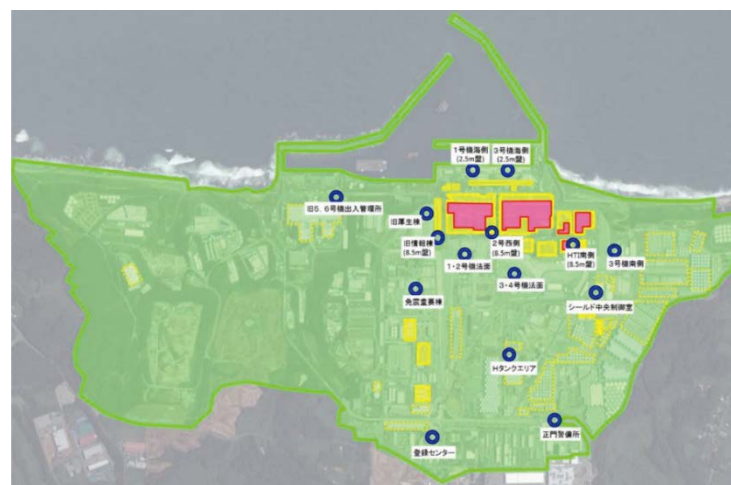 1号機海側
(2.5m盤)
3号機海側
(2.5m盤)
旧5、6号機出入管理所
旧厚生棟
旧情報棟
(8.5m盤)
2号西側
(8.5m盤)
HTI南側
(8.5m盤)
3号機南側
1・2号機法面
3・4号機法面
免震重要棟
シールド中央制御室
Hタンクエリア
正門警備所
登録センター